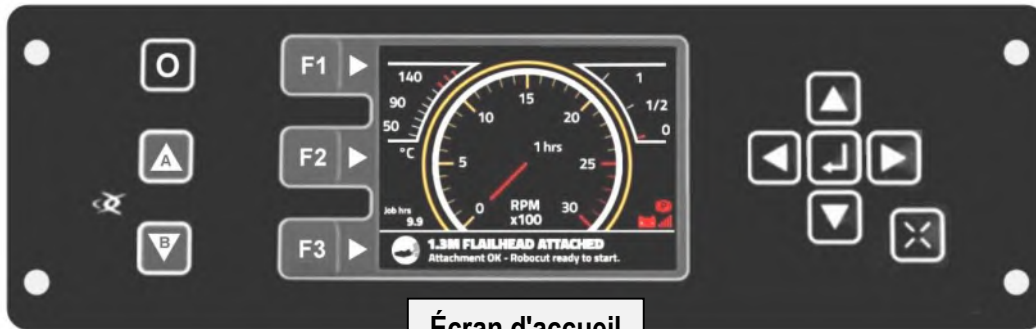 O
A
B
F1
F2
F3
140
90
50
°C
0
5
10
15
20
25
30
1 hrs
RPM
x100
1
1/2
0
Job hrs
9.9
P
1.3M FLAILHEAD ATTACHED
Attachment OK - Robocut ready to start.
Écran d'accueil